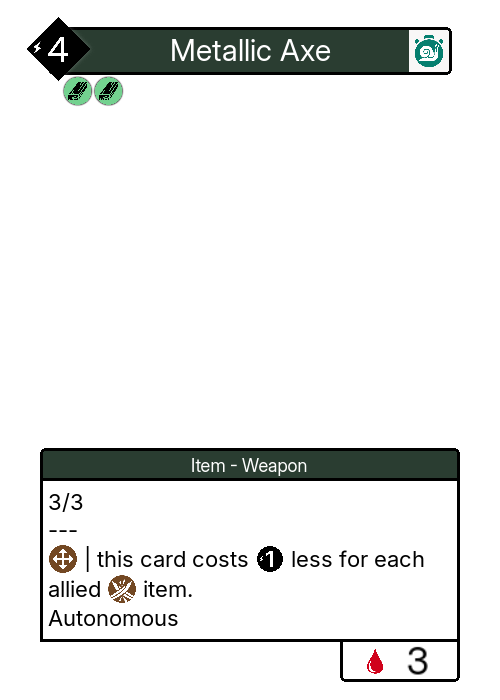 4 Metallic Axe
Item - Weapon
3/3
---
| this card costs 1 less for each
allied item.
Autonomous
3